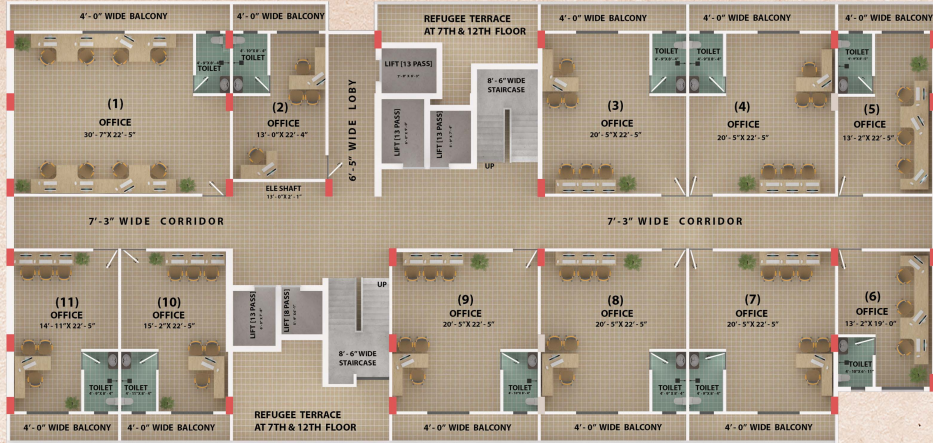 4'- 0" WIDE BALCONY
4'- 0" WIDE BALCONY
REFUGEE TERRACE
AT 7TH & 12TH FLOOR
4'- 0" WIDE BALCONY
4'- 0" WIDE BALCONY
4'- 0" WIDE BALCONY
TOILET
TOILET
(1)
OFFICE
30'- 7"X 22'- 5"
(2)
OFFICE
13'- 0"X 22'- 4"
ELE SHAFT
13'- 0"X 2'- 1"
6'- 5" WIDE LOBY
LIFT [13 PASS]
LIFT [13 PASS]
LIFT [13 PASS]
8'- 6" WIDE
STAIRCASE
UP
TOILET
TOILET
TOILET
(3)
OFFICE
20'- 5"X 22'- 5"
(4)
OFFICE
20'- 5"X 22'- 5"
(5)
OFFICE
13'- 2"X 22'- 5"
7'- 3" WIDE CORRIDOR
7'- 3" WIDE CORRIDOR
(11)
OFFICE
14'- 11"X 22'- 5"
(10)
OFFICE
15'- 2"X 22'- 5"
TOILET
TOILET
LIFT [13 PASS]
LIFT [8 PASS]
UP
8'- 6" WIDE
STAIRCASE
(9)
OFFICE
20'- 5"X 22'- 5"
(8)
OFFICE
20'- 5"X 22'- 5"
(7)
OFFICE
20'- 5"X 22'- 5"
(6)
OFFICE
13'- 2"X 19'- 0"
TOILET
TOILET
TOILET
TOILET
REFUGEE TERRACE
AT 7TH & 12TH FLOOR
4'- 0" WIDE BALCONY
4'- 0" WIDE BALCONY
4'- 0" WIDE BALCONY
4'- 0" WIDE BALCONY
4'- 0" WIDE BALCONY